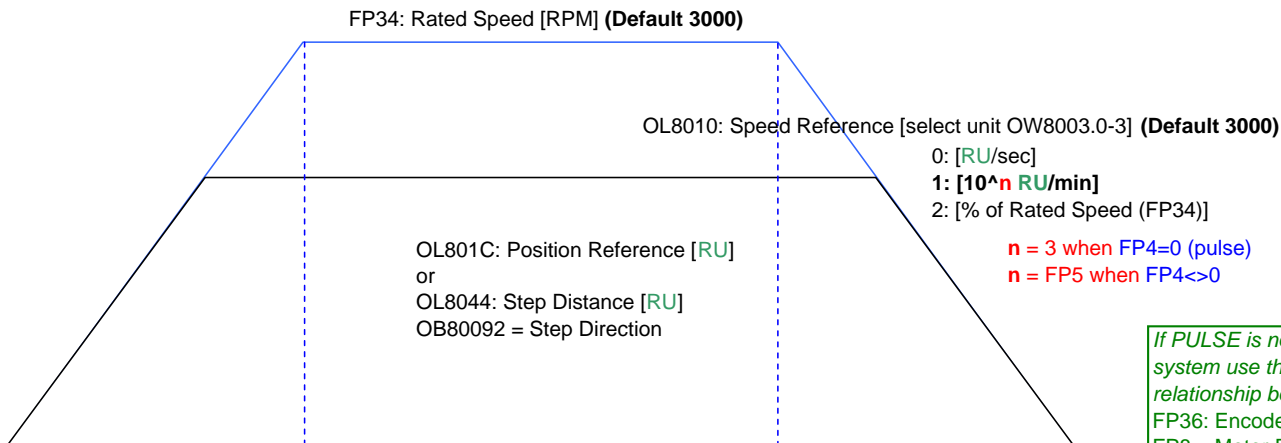 FP34: Rated Speed [RPM] (Default 3000)
OL8010: Speed Reference [select unit OW8003.0-3] (Default 3000)
0: [RU/sec]
1: [10^n RU/min]
2: [% of Rated Speed (FP34)]
n = 3 when FP4=0 (pulse)
n = FP5 when FP4<>0
OL801C: Position Reference [RU]
or
OL8044: Step Distance [RU]
OB80092 = Step Direction
If PULSE is
system use
relationship
FP36: